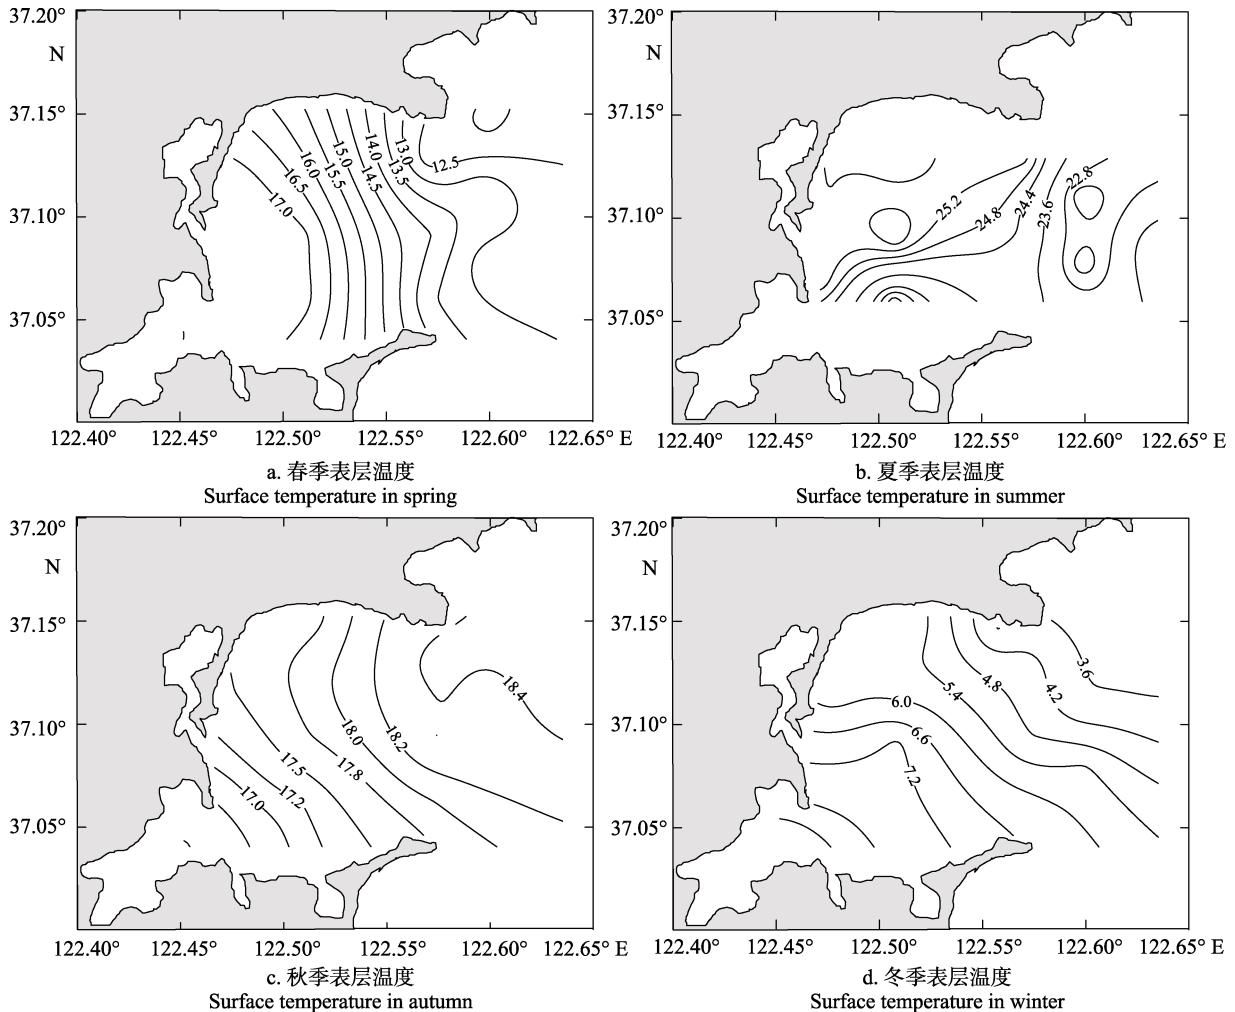 37.20°
N
37.15°
37.10°
37.05°
17.0
16.5
16.0
15.5
15.0
14.5
14.0
13.5
13.0
12.5
122.40° 122.45° 122.50° 122.55° 122.60° 122.65° E
a. 春季表层温度
Surface temperature in spring
37.20°
N
37.15°
37.10°
37.05°
25.2
24.8
24.4
23.6
22.8
122.40° 122.45° 122.50° 122.55° 122.60° 122.65° E
b. 夏季表层温度
Surface temperature in summer
37.20°
N
37.15°
37.10°
37.05°
17.0
17.2
17.5
17.8
18.0
18.2
18.4
122.40° 122.45° 122.50° 122.55° 122.60° 122.65° E
c. 秋季表层温度
Surface temperature in autumn
37.20°
N
37.15°
37.10°
37.05°
7.2
6.6
6.0
5.4
4.8
4.2
3.6
122.40° 122.45° 122.50° 122.55° 122.60° 122.65° E
d. 冬季表层温度
Surface temperature in winter